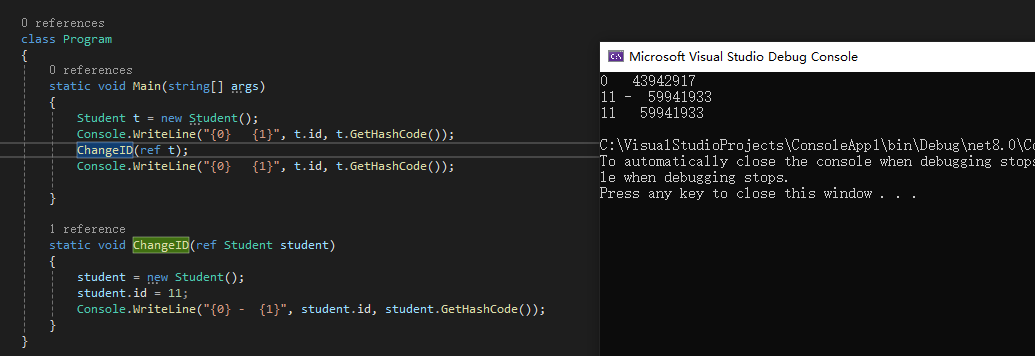 0 references
class Program
{
0 references
static void Main(string[] args)
{
Student t = new Student();
Console.WriteLine("{0}   {1}", t.id, t.GetHashCode());
ChangeID(ref t);
Console.WriteLine("{0}   {1}", t.id, t.GetHashCode());
}
1 reference
static void ChangeID(ref Student student)
{
student = new Student();
student.id = 11;
Console.WriteLine("{0} -  {1}", student.id, student.GetHashCode());
}
}
Microsoft Visual Studio Debug Console
0   43942917
11 -  59941933
11   59941933
C:\VisualStudioProjects\ConsoleApp1\bin\Debug\net8.0\Co
To automatically close the console when debugging stops
le when debugging stops.
Press any key to close this window . . .